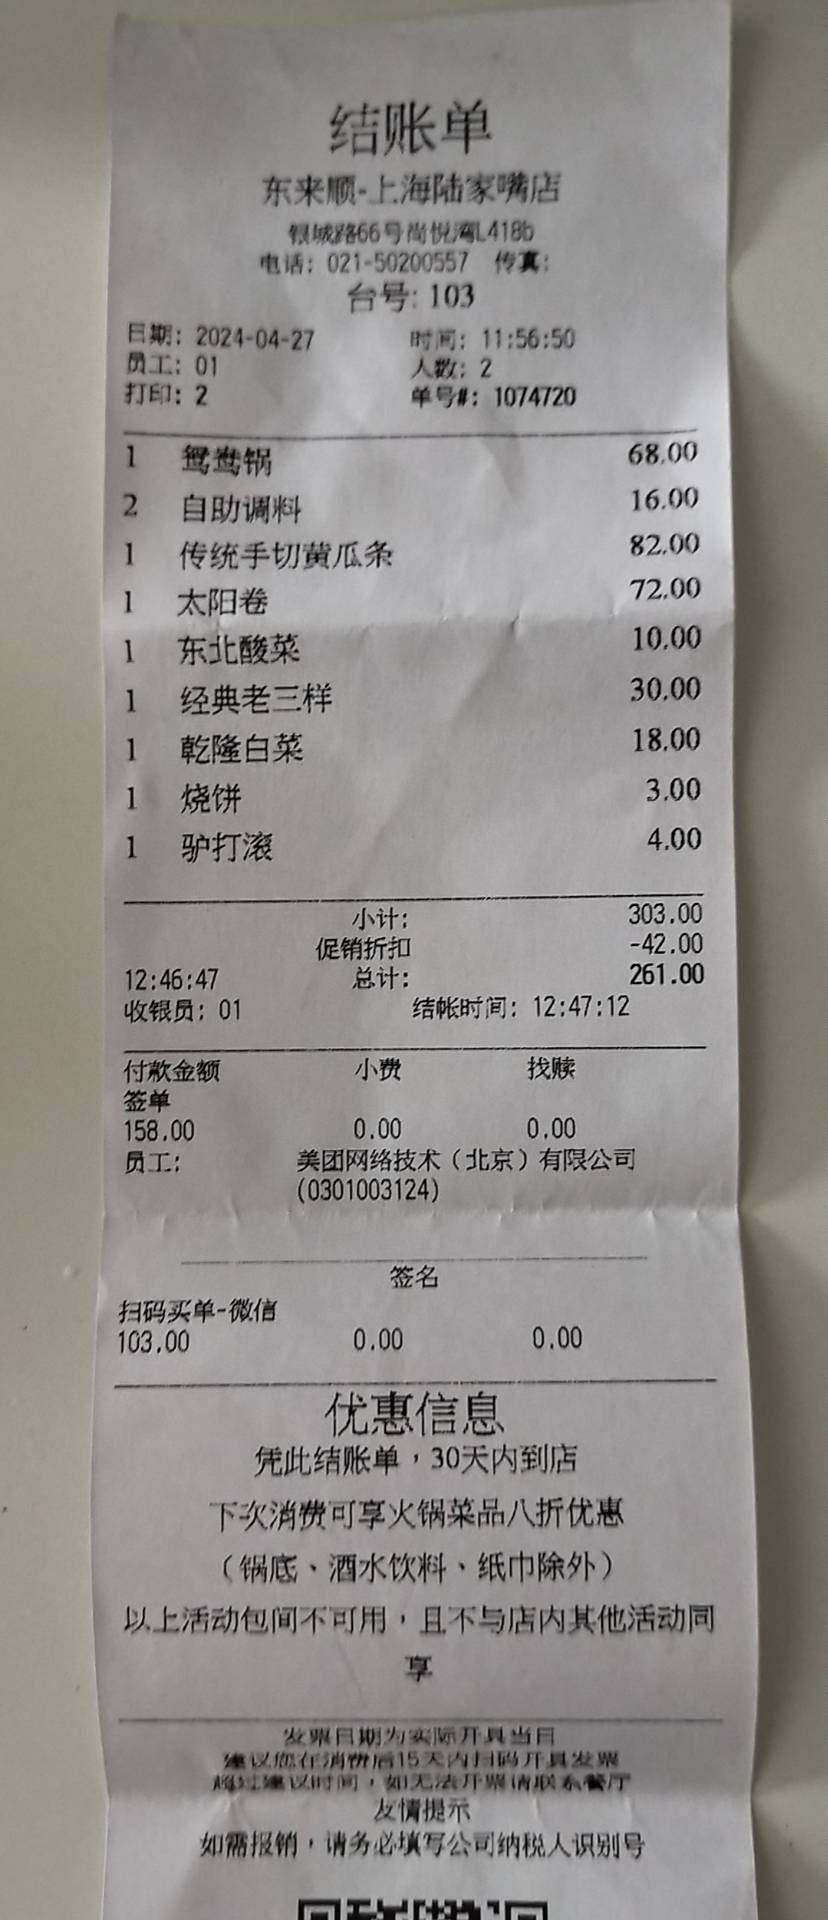 结账单
东来顺-上海陆家嘴店
银城路66号尚悦湾L418b
电话: 021-50200557 传真:
台号: 103
日期: 2024-04-27 时间: 11:56:50
员工: 01 人数: 2
打印: 2 单号#: 1074720
1 鸳鸯锅 68.00
2 自助调料 16.00
1 传统手切黄瓜条 82.00
1 太阳卷 72.00
1 东北酸菜 10.00
1 经典老三样 30.00
1 乾隆白菜 18.00
1 烧饼 3.00
1 驴打滚 4.00
小计: 303.00
促销折扣 -42.00
12:46:47 总计: 261.00
收银员: 01 结帐时间: 12:47:12
付款金额 小费 找赎
签单
158.00 0.00 0.00
员工: 美团网络技术（北京）有限公司
(0301003124)
签名
扫码买单-微信
103.00 0.00 0.00
优惠信息
凭此结账单，30天内到店
下次消费可享火锅菜品八折优惠
（锅底、酒水饮料、纸巾除外）
以上活动包间不可用，且不与店内其他活动同
享
发票日期为实际开具当日
建议您在消费后15天内扫码开具发票
超过建议时间，如无法开票请联系餐厅
友情提示
如需报销，请务必填写公司纳税人识别号